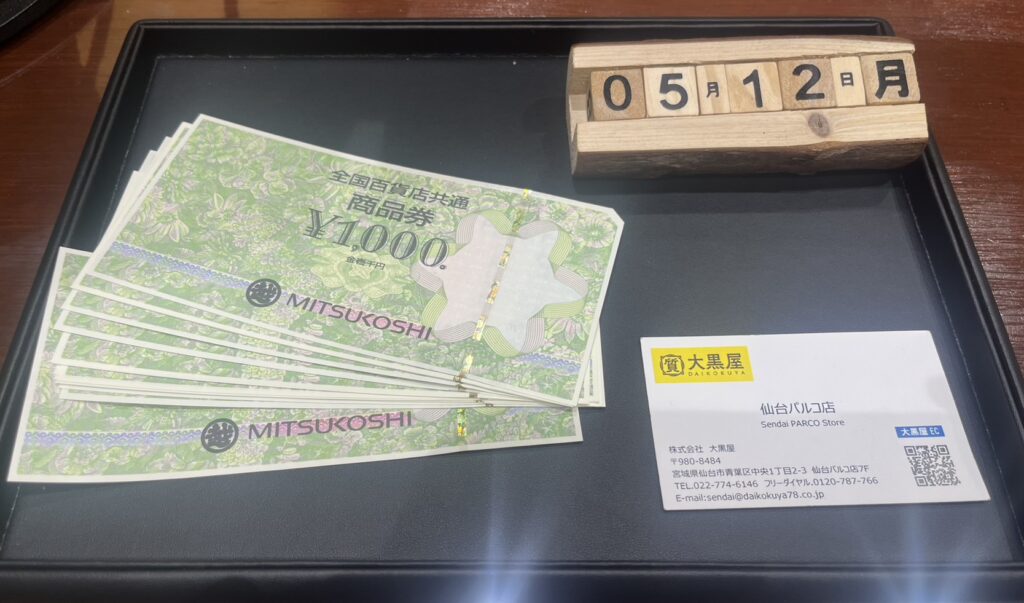 全国百貨店共通
商品券
¥1,000.
金壱千円
越 MITSUKOSHI
越 MITSUKOSHI
05月12日月
質 大黒屋
DAIKOKUYA
仙台パルコ店
Sendai PARCO Store
大黒屋 EC
株式会社 大黒屋
〒980-8484
宮城県仙台市青葉区中央1丁目2-3 仙台パルコ店7F
TEL.022-774-6146 フリーダイヤル.0120-787-766
E-mail:sendai@daikokuya78.co.jp